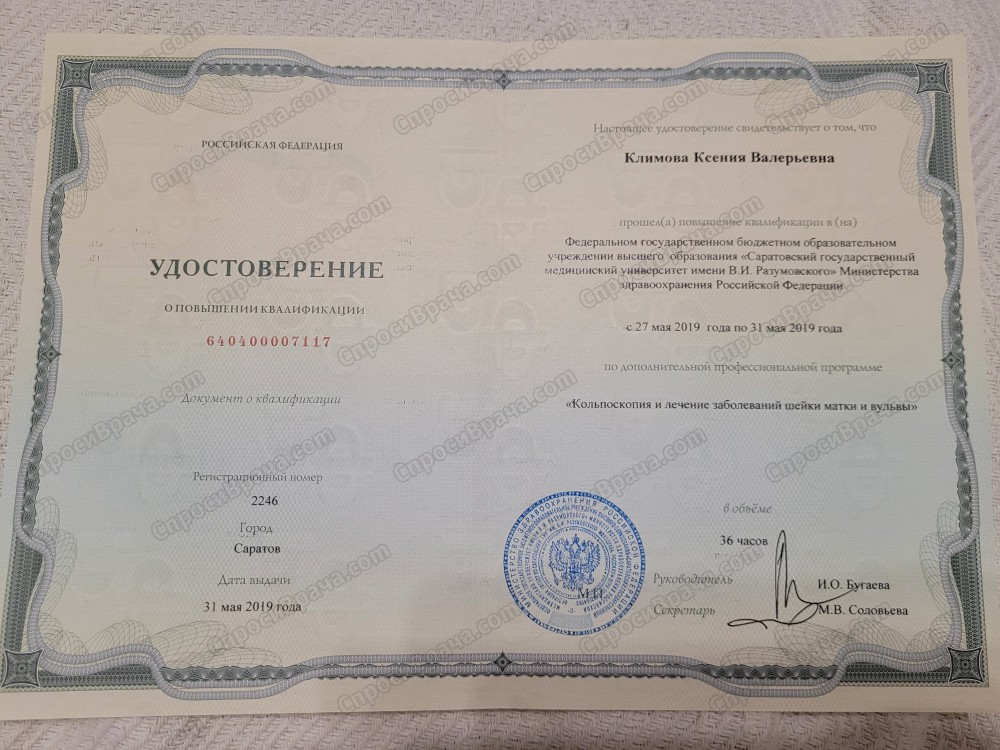 РОССИЙСКАЯ ФЕДЕРАЦИЯ
УДОСТОВЕРЕНИЕ
О ПОВЫШЕНИИ КВАЛИФИКАЦИИ
640400007117
Документ о квалификации
Регистрационный номер
2246
Город
Саратов
Дата выдачи
31 мая 2019 года
Настоящее удостоверение свидетельствует о том, что
Климова Ксения Валерьевна
прошел(а) повышение квалификации в (на)
Федеральном государственном бюджетном образовательном
учреждении высшего образования «Саратовский государственный
медицинский университет имени В.И. Разумовского» Министерства
здравоохранения Российской Федерации
с 27 мая 2019 года по 31 мая 2019 года
по дополнительной профессиональной программе
«Кольпоскопия и лечение заболеваний шейки матки и вульвы»
в объёме
36 часов
М.П.
Руководитель И.О. Бугаева
Секретарь М.В. Соловьева
МИНИСТЕРСТВО ЗДРАВООХРАНЕНИЯ РОССИЙСКОЙ ФЕДЕРАЦИИ
СпросиВрача.com